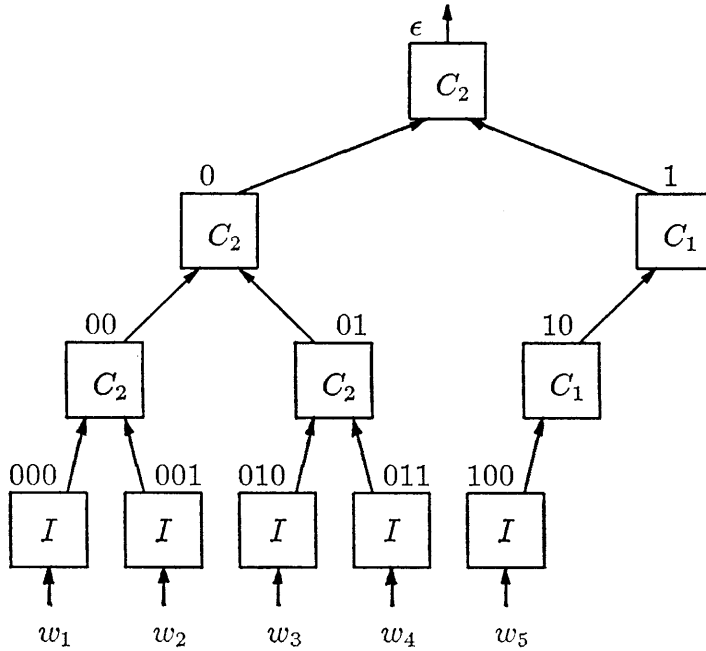 ϵ
C₂
0 1
C₂ C₁
00 01 10
C₂ C₂ C₁
000 001 010 011 100
I I I I I
w₁ w₂ w₃ w₄ w₅